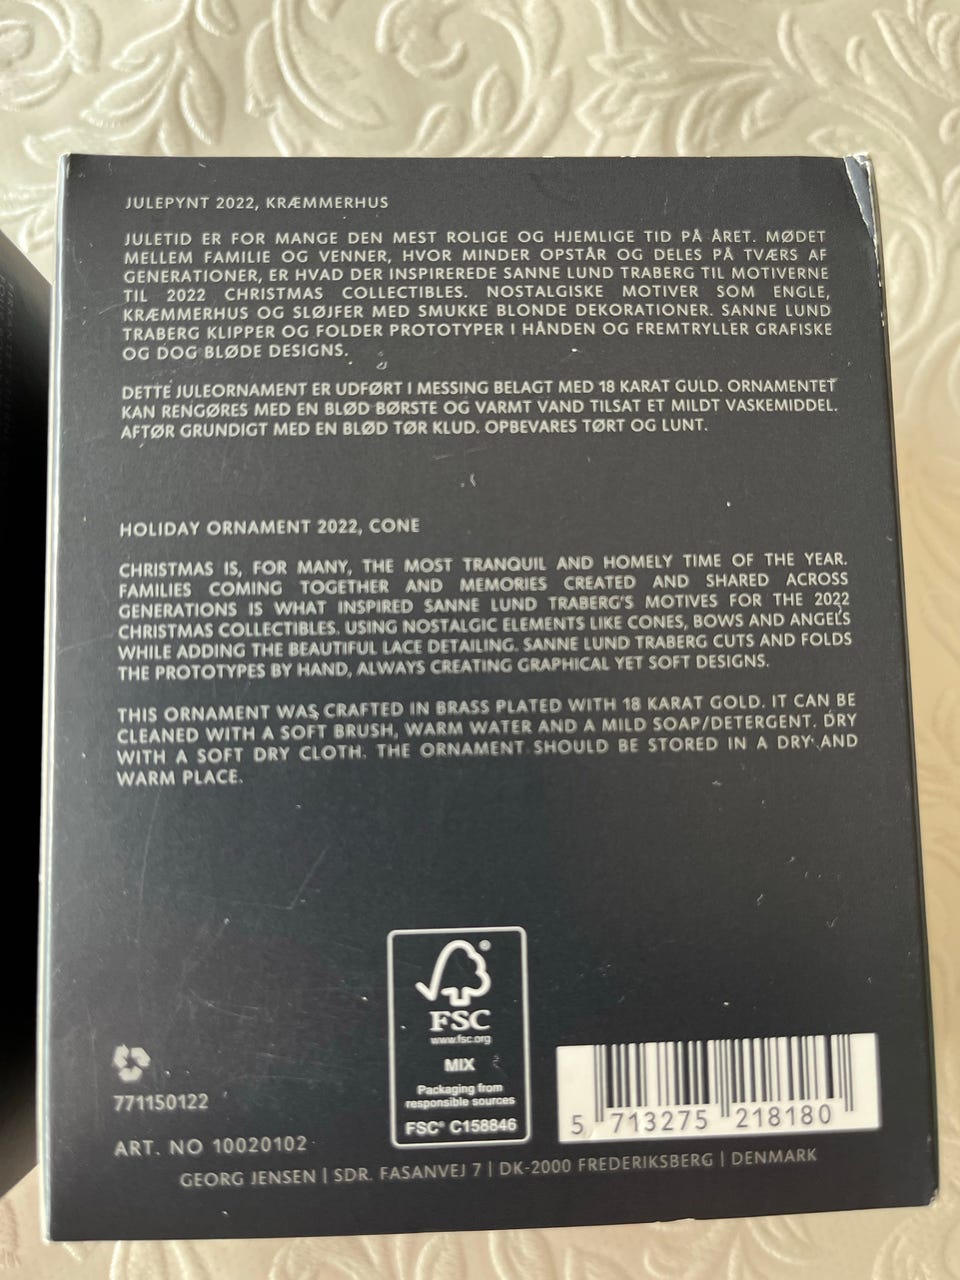 JULEPYNT 2022, KRÆMMERHUS
JULETID ER FOR MANGE DEN MEST ROLIGE OG HJEMLIGE TID PÅ ÅRET. MØDET
MELLEM FAMILIE OG VENNER, HVOR MINDER OPSTÅR OG DELES PÅ TVÆRS AF
GENERATIONER, ER HVAD DER INSPIREREDE SANNE LUND TRABERG TIL MOTIVERNE
TIL 2022 CHRISTMAS COLLECTIBLES. NOSTALGISKE MOTIVER SOM ENGLE,
KRÆMMERHUS OG SLØJFER MED SMUKKE BLONDE DEKORATIONER. SANNE LUND
TRABERG KLIPPER OG FOLDER PROTOTYPER I HÅNDEN OG FREMTRYLLER GRAFISKE
OG DOG BLØDE DESIGNS.
DETTE JULEORNAMENT ER UDFØRT I MESSING BELAGT MED 18 KARAT GULD. ORNAMENTET
KAN RENGØRES MED EN BLØD BØRSTE OG VARMT VAND TILSAT ET MILDT VASKEMIDDEL.
AFTØR GRUNDIGT MED EN BLØD TØR KLUD. OPBEVARES TØRT OG LUNT.
HOLIDAY ORNAMENT 2022, CONE
CHRISTMAS IS, FOR MANY, THE MOST TRANQUIL AND HOMELY TIME OF THE YEAR.
FAMILIES COMING TOGETHER AND MEMORIES CREATED AND SHARED ACROSS
GENERATIONS IS WHAT INSPIRED SANNE LUND TRABERG'S MOTIVES FOR THE 2022
CHRISTMAS COLLECTIBLES. USING NOSTALGIC ELEMENTS LIKE CONES, BOWS AND ANGELS
WHILE ADDING THE BEAUTIFUL LACE DETAILING. SANNE LUND TRABERG CUTS AND FOLDS
THE PROTOTYPES BY HAND, ALWAYS CREATING GRAPHICAL YET SOFT DESIGNS.
THIS ORNAMENT WAS CRAFTED IN BRASS PLATED WITH 18 KARAT GOLD. IT CAN BE
CLEANED WITH A SOFT BRUSH, WARM WATER AND A MILD SOAP/DETERGENT. DRY
WITH A SOFT DRY CLOTH. THE ORNAMENT SHOULD BE STORED IN A DRY AND
WARM PLACE.
®
FSC
www.fsc.org
MIX
Packaging from
responsible sources
FSC® C158846
771150122
ART. NO 10020102
5 713275 218180
GEORG JENSEN | SDR. FASANVEJ 7 | DK-2000 FREDERIKSBERG | DENMARK